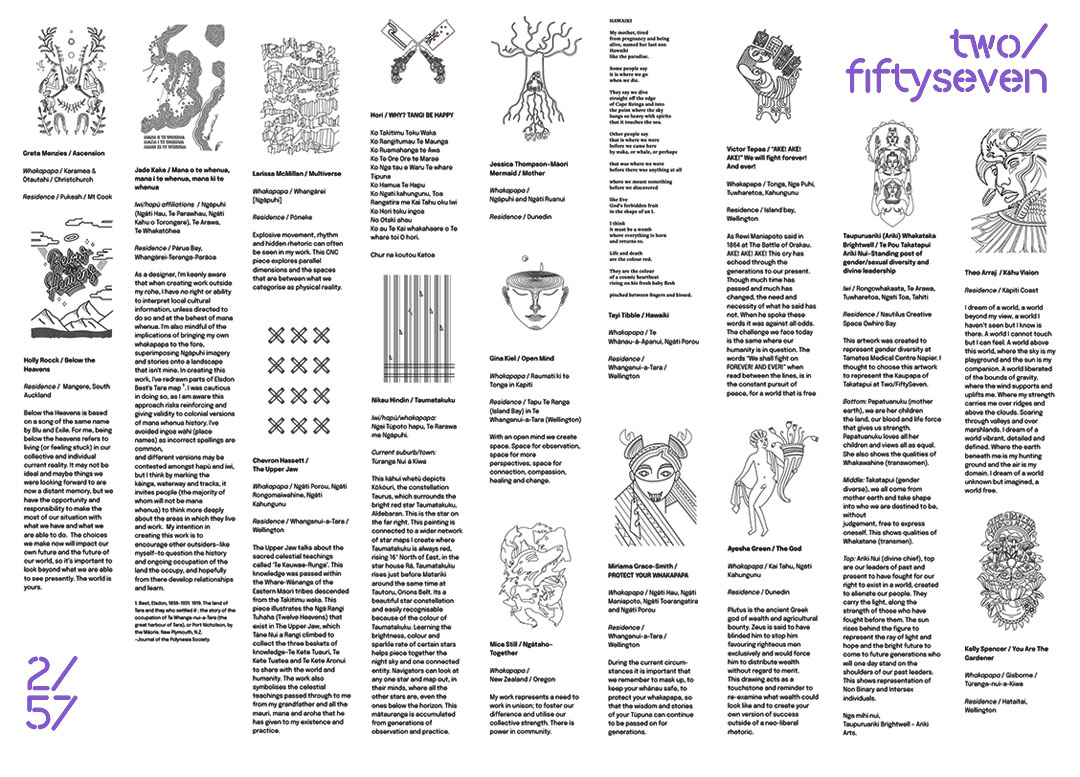 two/
fiftyseven
Greta Menzies / Ascension
Whakapapa / Karamea &
Ōtautahi / Christchurch
Residence / Pukeah / Mt Cook
Holly Rocck / Below the
Heavens
Residence / Mangere, South
Auckland
Below the Heavens is based
on a song of the same name
by Blu and Exile. For me, being
below the heavens refers to
living (or feeling stuck) in our
collective and individual
current reality. It may not be
ideal and maybe things we
were looking forward to are
now a distant memory, but we
have the opportunity and
responsibility to make the
most of our situation with
what we have and what we
are able to do. The choices
we make now will impact our
own future and the future of
our world, so it's important to
look beyond what we are able
to see presently. The world is
yours.
2/
57/
Jade Kake / Mana o te whenua,
mana i te whenua, mana ki te
whenua
Iwi/hapū affiliations / Ngāpuhi
(Ngāti Hau, Te Parawhau, Ngāti
Kahu o Torongare), Te Arawa,
Te Whakatōhea
Residence / Pārua Bay,
Whangārei-Terenga-Parāoa
As a designer, I'm keenly aware
that when creating work outside
my rohe, I have no right or ability
to interpret local cultural
information, unless directed to
do so and at the behest of mana
whenua. I'm also mindful of the
implications of bringing my own
whakapapa to the fore,
superimposing Ngāpuhi imagery
and stories onto a landscape
that isn't mine. In creating this
work, I've redrawn parts of Elsdon
Best's Tara map 1. I was cautious
in doing so, as I am aware this
approach risks reinforcing and
giving validity to colonial versions
of mana whenua history. I've
avoided ingoa wāhi (place
names) as incorrect spellings are
common,
and different versions may be
contested amongst hapū and iwi,
but I think by marking the
kāinga, waterway and tracks, it
invites people (the majority of
whom will not be mana
whenua) to think more deeply
about the areas in which they live
and work. My intention in
creating this work is to
encourage other outsiders-like
myself-to question the history
and ongoing occupation of the
land the occupy, and hopefully
from there develop relationships
and learn.
1. Best, Elsdon, 1856-1931. 1919. The land of
Tara and they who settled it : the story of the
occupation of Te Whanga-nui-a-Tara (the
great harbour of Tara), or Port Nicholson, by
the Māoris. New Plymouth, N.Z.
-Journal of the Polynesia Society.
Larissa McMillan / Multiverse
Whakapapa / Whangārei
[Ngāpuhi]
Residence / Pōneke
Explosive movement, rhythm
and hidden rhetoric can often
be seen in my work. This CNC
piece explores parallel
dimensions and the spaces
that are between what we
categorise as physical reality.
Chevron Hassett /
The Upper Jaw
Whakapapa / Ngāti Porou, Ngāti
Rongomaiwahine, Ngāti
Kahungunu
Residence / Whanganui-a-Tara /
Wellington
The Upper Jaw talks about the
sacred celestial teachings
called 'Te Kauwae-Runga'. This
knowledge was passed within
the Whare-Wānanga of the
Eastern Māori tribes descended
from the Takitimu waka. This
piece illustrates the Ngā Rangi
Tuhaha (Twelve Heavens) that
exist in The Upper Jaw, which
Tāne Nui a Rangi climbed to
collect the three baskets of
knowledge-Te Kete Tuauri, Te
Kete Tuatea and Te Kete Aronui
to share with the world and
humanity. The work also
symbolises the celestial
teachings passed through to me
from my grandfather and all the
mauri, mana and aroha that he
has given to my existence and
practice.
Hori / WHY? TANGI BE HAPPY
Ko Takitimu Toku Waka
Ko Rangitumau Te Maunga
Ko Ruamahanga te Awa
Ko Te Ore Ore te Marae
Ko Nga tau e Waru Te whare
Tipuna
Ko Hamua Te Hapu
Ko Ngati kahungunu, Toa
Rangatira me Kai Tahu oku Iwi
Ko Hori toku ingoa
No Otaki ahau
Ko au Te Kai whakahaere o Te
whare toi O hori.
Chur na koutou Katoa
Nikau Hindin / Taumatakuku
Iwi/hapū/whakapapa:
Ngai Tūpoto hapu, Te Rarawa
me Ngāpuhi.
Current suburb/town:
Tūranga Nui ā Kiwa
This kāhui whetū depicts
Kōkōuri, the constellation
Taurus, which surrounds the
bright red star Taumatakuku,
Aldebaran. This is the star on
the far right. This painting is
connected to a wider network
of star maps I create where
Taumatakuku is always red,
rising 16° North of East, in the
star house Rā. Taumatakuku
rises just before Matariki
around the same time at
Tautoru, Orions Belt. Its a
beautiful star constellation
and easily recognisable
because of the colour of
Taumatakuku. Learning the
brightness, colour and
sparkle rate of certain stars
helps piece together the
night sky and one connected
entity. Navigators can look at
any one star and map out, in
their minds, where all the
other stars are, even the
ones below the horizon. This
mātauranga is accumulated
from generations of
observation and practice.
Jessica Thompson-Māori
Mermaid / Mother
Whakapapa /
Ngāpuhi and Ngāti Ruanui
Residence / Dunedin
Gina Kiel / Open Mind
Whakapapa / Raumati ki te
Tonga in Kapiti
Residence / Tapu Te Ranga
(Island Bay) in Te
Whanganui-a-Tara (Wellington)
With an open mind we create
space. Space for observation,
space for more
perspectives, space for
connection, compassion,
healing and change.
Mica Still / Ngātahi-
Together
Whakapapa /
New Zealand / Oregon
My work represents a need to
work in unison; to foster our
difference and utilise our
collective strength. There is
power in community.
HAWAIKI
My mother, tired
from pregnancy and being
alive, named her last son
Hawaiki
like the paradise.
Some people say
it is where we go
when we die.
They say we dive
straight off the edge
of Cape Reinga and into
the point where the sky
hangs so heavy with spirits
that it touches the sea.
Other people say
that is where we were
before we came here
by waka, or whale, or perhaps
that was where we were
before there was anything at all
where we meant something
before we discovered
like Eve
God's forbidden fruit
in the shape of an I.
I think
it must be a womb
where everything is born
and returns to.
Life and death
are the colour red.
They are the colour
of a cosmic heartbeat
rising on his fresh baby flesh
pinched between fingers and kissed.
Tayi Tibble / Hawaiki
Whakapapa / Te
Whānau-ā-Apanui, Ngāti Porou
Residence /
Whanganui-a-Tara /
Wellington
Miriama Grace-Smith /
PROTECT YOUR WHAKAPAPA
Whakapapa / Ngāti Hau, Ngāti
Maniapoto, Ngāti Toarangatira
and Ngāti Porou
Residence /
Whanganui-a-Tara /
Wellington
During the current circum-
stances it is important that
we remember to mask up, to
keep your whānau safe, to
protect your whakapapa, so
that the wisdom and stories
of your Tūpuna can continue
to be passed on for
generations.
Victor Tepaa / "AKE! AKE!
AKE!" We will fight forever!
And ever!
Whakapapa / Tonga, Nga Puhi,
Tuwharetoa, Kahungunu
Residence / Island bay,
Wellington
As Rewi Maniapoto said in
1864 at The Battle of Orakau.
AKE! AKE! AKE! This cry has
echoed through the
generations to our present.
Though much time has
passed and much has
changed, the need and
necessity of what he said has
not. When he spoke these
words it was against all odds.
The challenge we face today
is the same where our
humanity is in question. The
words "We shall fight on
FOREVER! AND EVER!" when
read between the lines, is in
the constant pursuit of
peace, for a world that is free
Ayesha Green / The God
Whakapapa / Kai Tahu, Ngāti
Kahungunu
Residence / Dunedin
Plutus is the ancient Greek
god of wealth and agricultural
bounty. Zeus is said to have
blinded him to stop him
favouring righteous men
exclusively and would force
him to distribute wealth
without regard to merit.
This drawing acts as a
touchstone and reminder to
re-examine what wealth could
look like and to create your
own version of success
outside of a neo-liberal
rhetoric.
Taupuruariki (Ariki) Whakataka
Brightwell / Te Pou Takatapui
Ariki Nui-Standing post of
gender/sexual diversity and
divine leadership
Iwi / Rongowhakaata, Te Arawa,
Tuwharetoa, Ngati Toa, Tahiti
Residence / Nautilus Creative
Space Owhiro Bay
This artwork was created to
represent gender diversity at
Tamatea Medical Centre Napier. I
thought to choose this artwork
to represent the Kaupapa of
Takatapui at Two/FiftySeven.
Bottom: Papatuanuku (mother
earth), we are her children
the land, our blood and life force
that gives us strength.
Papatuanuku loves all her
children and views all as equal.
She also shows the qualities of
Whakawahine (transwomen).
Middle: Takatapui (gender
diverse), we all come from
mother earth and take shape
into who we are destined to be,
without
judgement, free to express
oneself. This shows qualities of
Whakatane (transmen).
Top: Ariki Nui (divine chief), top
are our leaders of past and
present to have fought for our
right to exist in a world, created
to alienate our people. They
carry the light, along the
strength of those who have
fought before them. The sun
rises behind the figure to
represent the ray of light and
hope and the bright future to
come to future generations who
will one day stand on the
shoulders of our past leaders.
This shows representation of
Non Binary and Intersex
individuals.
Nga mihi nui,
Taupuruariki Brightwell - Ariki
Arts.
Theo Arraj / Kāhu Vision
Residence / Kāpiti Coast
I dream of a world, a world
beyond my view, a world I
haven't seen but I know is
there. A world I cannot touch
but I can feel. A world above
this world, where the sky is my
playground and the sun is my
companion. A world liberated
of the bounds of gravity,
where the wind supports and
uplifts me. Where my strength
carries me over ridges and
above the clouds. Soaring
through valleys and over
marshlands. I dream of a
world vibrant, detailed and
defined. Where the earth
beneath me is my hunting
ground and the air is my
domain. I dream of a world
unknown but imagined, a
world free.
Kelly Spencer / You Are The
Gardener
Whakapapa / Gisborne /
Tūranga-nui-a-Kiwa
Residence / Hataitai,
Wellington